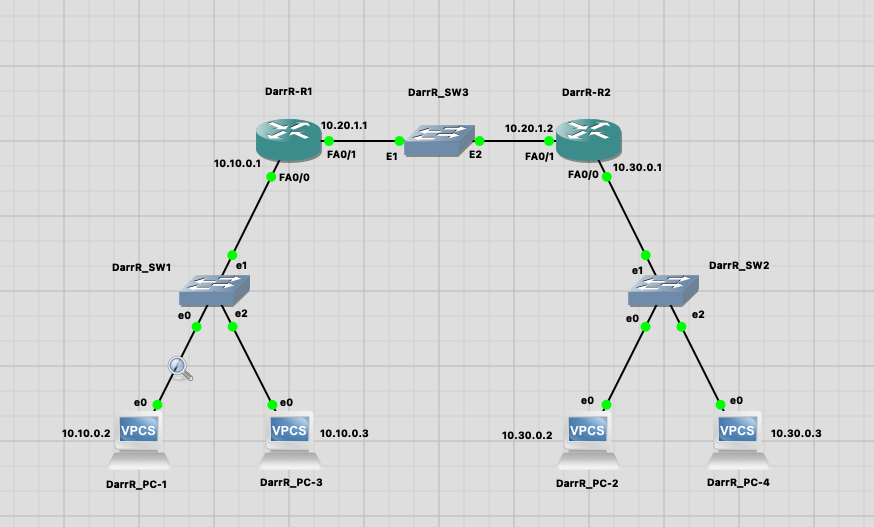 DarrR-R1
DarrR_SW3
DarrR-R2
10.20.1.1
10.20.1.2
FA0/1
E1
E2
FA0/1
10.10.0.1
FA0/0
10.30.0.1
FA0/0
DarrR_SW1
e1
DarrR_SW2
e1
e0
e2
e0
e2
e0
e0
e0
e0
10.10.0.2
VPCS
VPCS
10.10.0.3
10.30.0.2
VPCS
VPCS
10.30.0.3
DarrR_PC-1
DarrR_PC-3
DarrR_PC-2
DarrR_PC-4